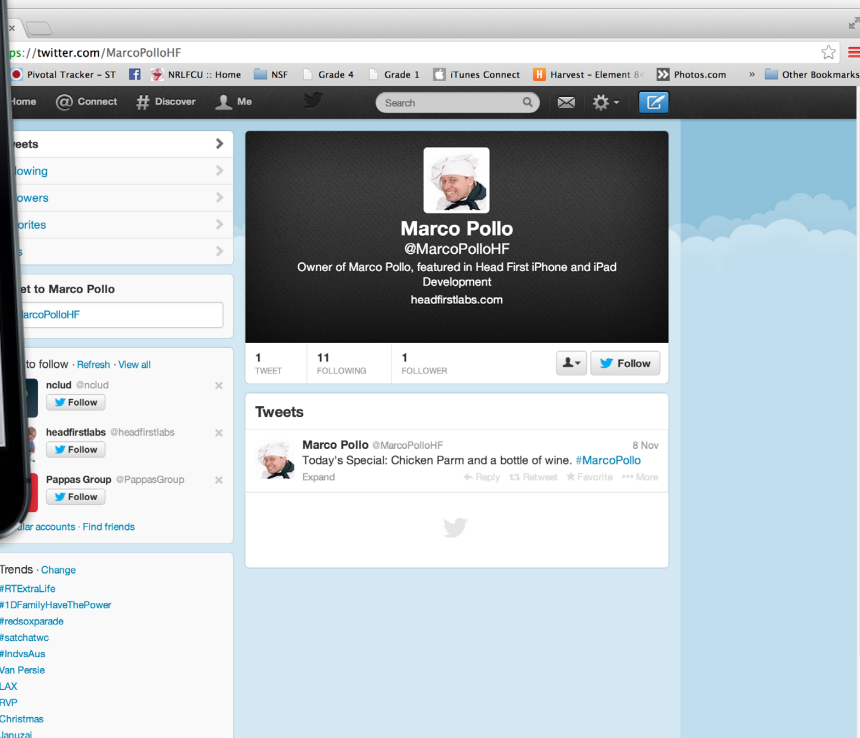 ps://twitter.com/MarcoPolloHF
Pivotal Tracker – ST NRLFCU :: Home NSF Grade 4 Grade 1 iTunes Connect Harvest – Element 8 Photos.com » Other Bookmarks
Home @ Connect # Discover Me Search
eets
lowing
owers
orites
s
et to Marco Pollo
arcoPolloHF
to follow · Refresh · View all
nclud @nclud
Follow
headfirstlabs @headfirstlabs
Follow
Pappas Group @PappasGroup
Follow
lar accounts · Find friends
Trends · Change
#RTExtraLife
#1DFamilyHaveThePower
#redsoxparade
#satchatwc
#IndvsAus
Van Persie
LAX
RVP
Christmas
Januzaj
Marco Pollo
@MarcoPolloHF
Owner of Marco Pollo, featured in Head First iPhone and iPad
Development
headfirstlabs.com
1 11 1
TWEET FOLLOWING FOLLOWER
Follow
Tweets
Marco Pollo @MarcoPolloHF 8 Nov
Today's Special: Chicken Parm and a bottle of wine. #MarcoPollo
Expand Reply Retweet Favorite More